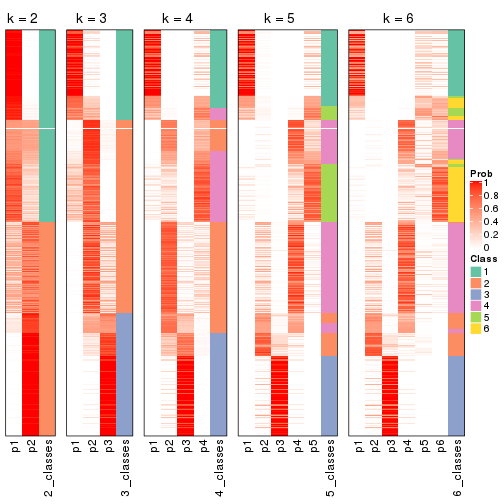 k = 2
k = 3
k = 4
k = 5
k = 6
Prob
1
0.8
0.6
0.4
0.2
0
Class
1
2
3
4
5
6
p1
p2
2_classes
p1
p2
p3
3_classes
p1
p2
p3
p4
4_classes
p1
p2
p3
p4
p5
5_classes
p1
p2
p3
p4
p5
p6
6_classes